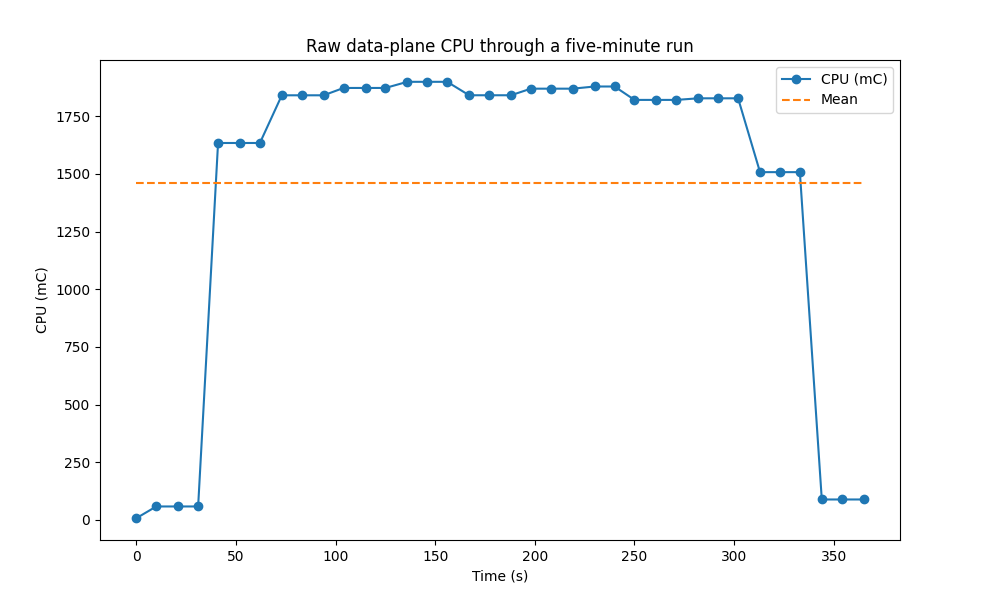 Raw data-plane CPU through a five-minute run
CPU (mC)
Mean
1750
1500
1250
1000
750
500
250
0
CPU (mC)
0 50 100 150 200 250 300 350
Time (s)